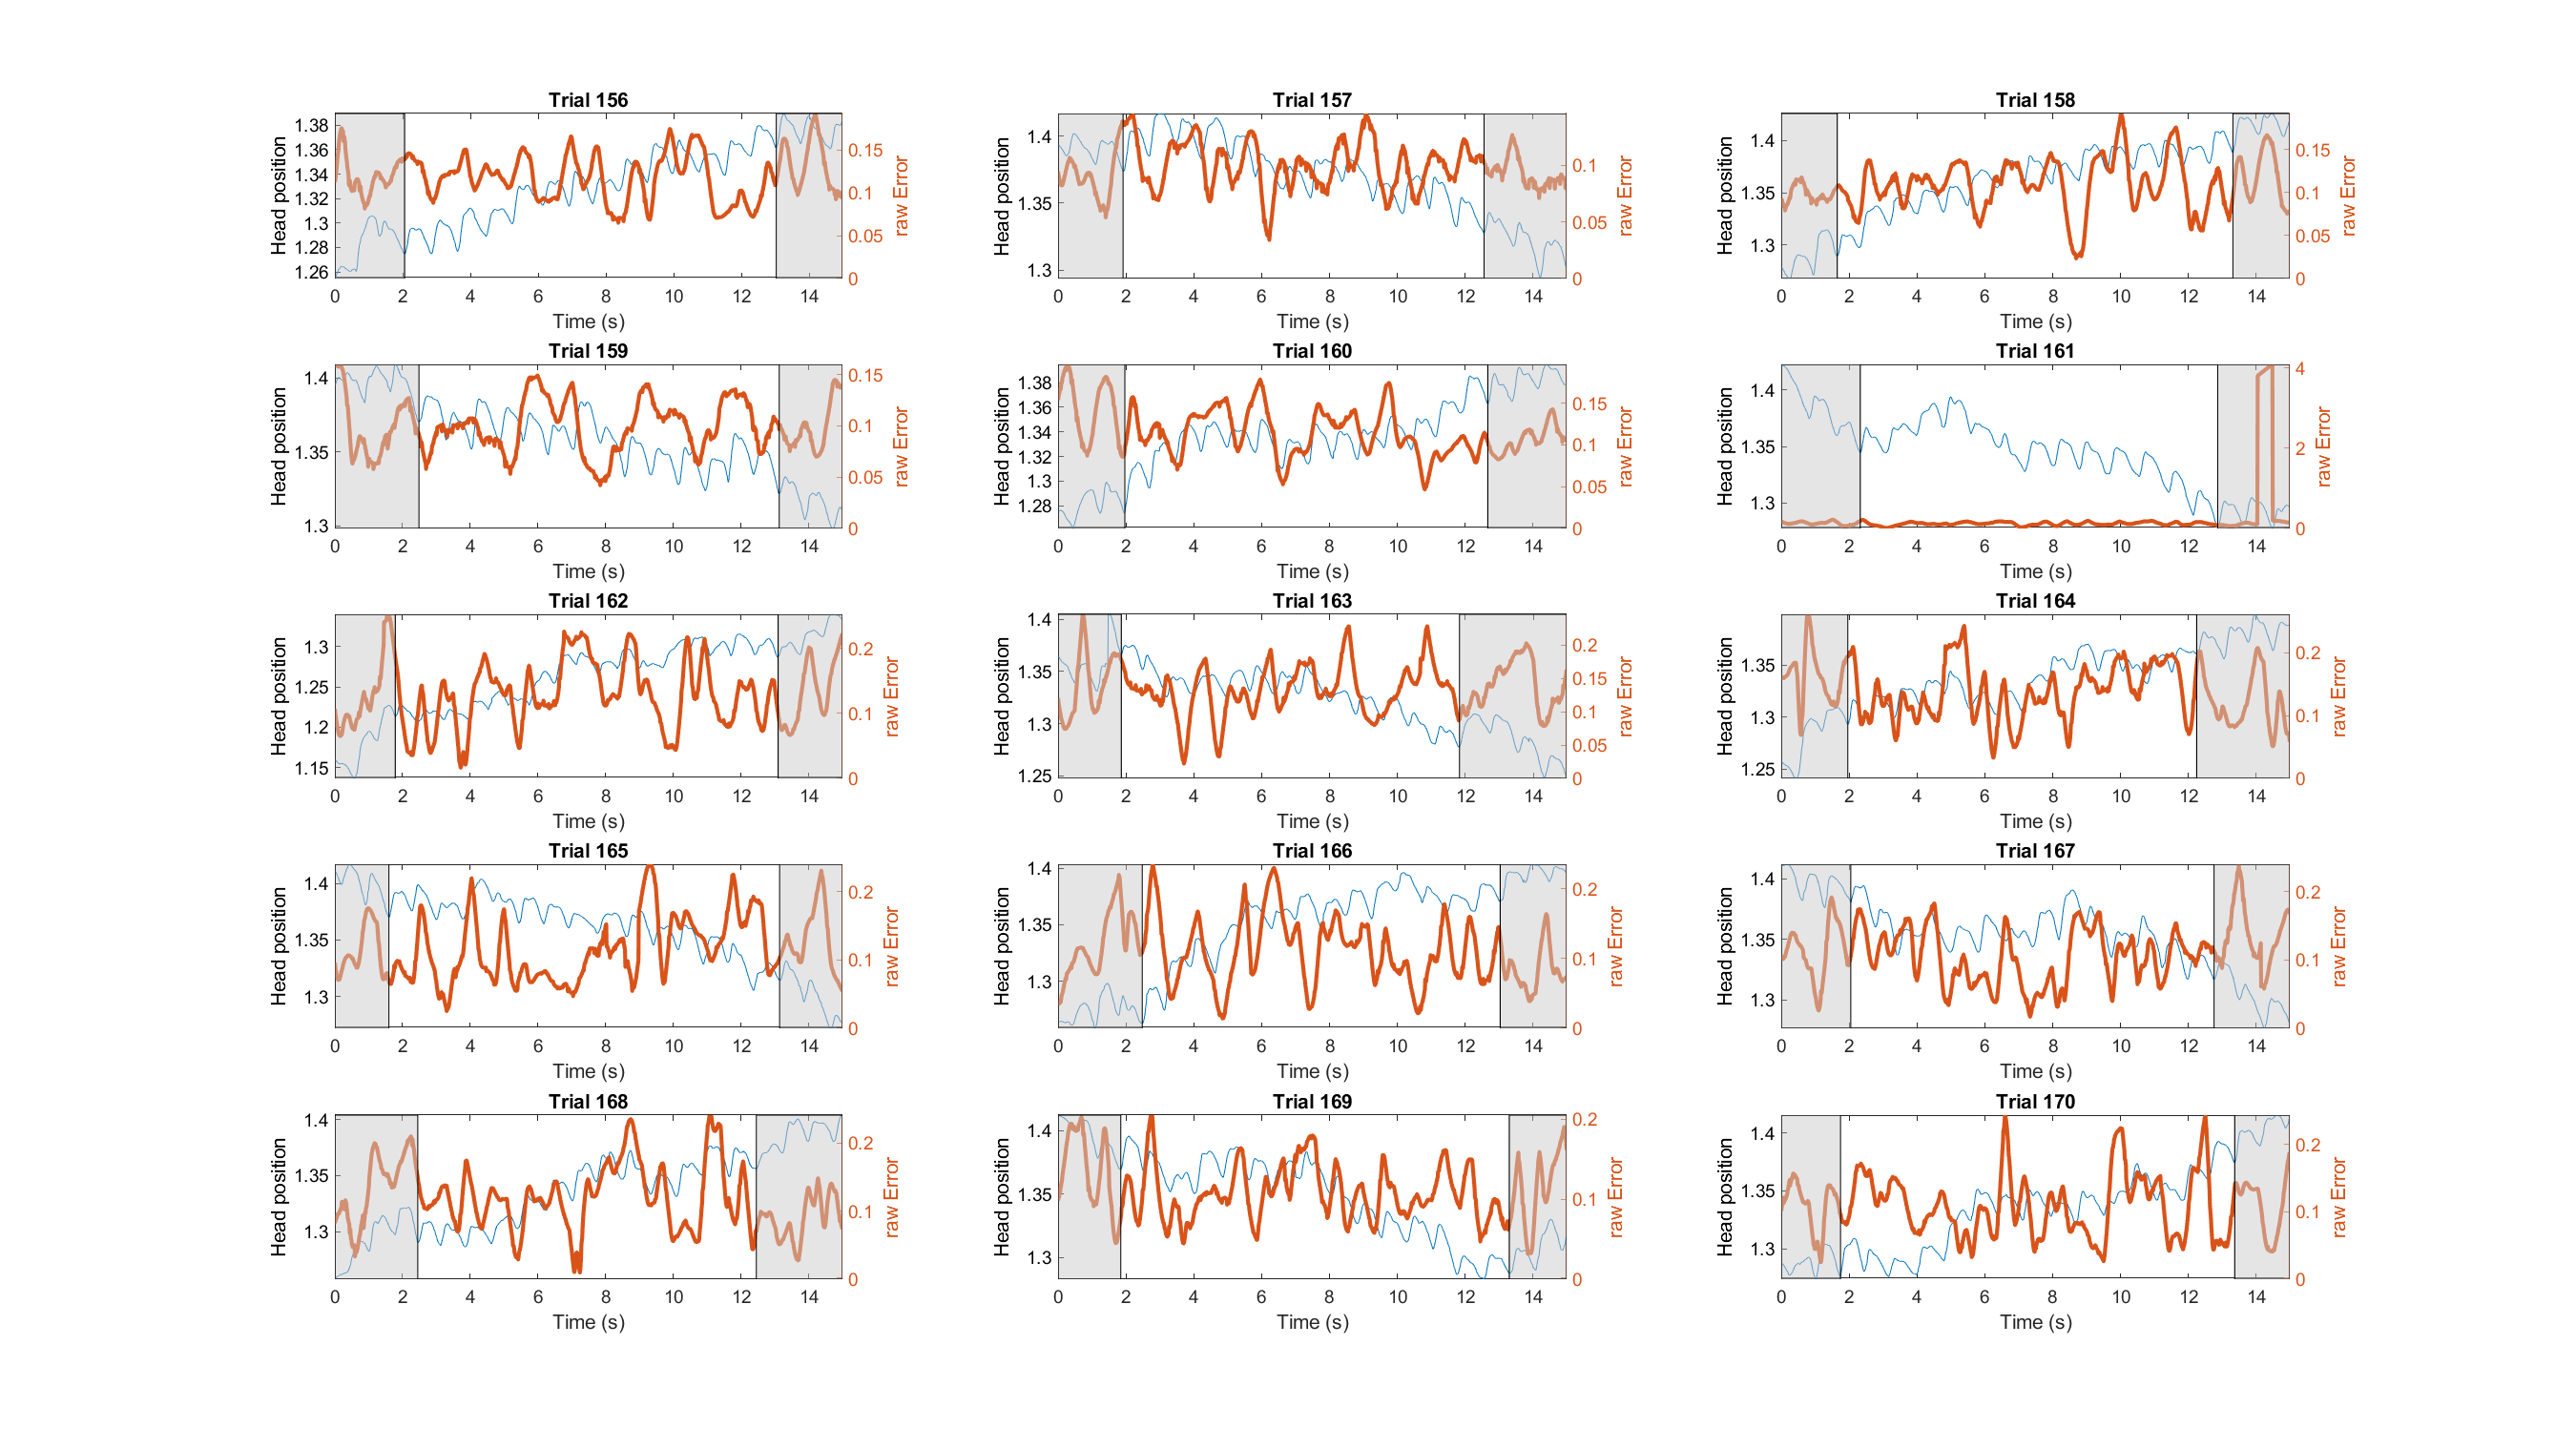 Trial 156
Head position
1.38
1.36
1.34
1.32
1.3
1.28
1.26
0.15
0.1
0.05
0
raw Error
0 2 4 6 8 10 12 14
Time (s)
Trial 157
Head position
1.4
1.35
1.3
0.1
0.05
0
raw Error
0 2 4 6 8 10 12 14
Time (s)
Trial 158
Head position
1.4
1.35
1.3
0.15
0.1
0.05
0
raw Error
0 2 4 6 8 10 12 14
Time (s)
Trial 159
Head position
1.4
1.35
1.3
0.15
0.1
0.05
0
raw Error
0 2 4 6 8 10 12 14
Time (s)
Trial 160
Head position
1.38
1.36
1.34
1.32
1.3
1.28
0.15
0.1
0.05
0
raw Error
0 2 4 6 8 10 12 14
Time (s)
Trial 161
Head position
1.4
1.35
1.3
4
2
0
raw Error
0 2 4 6 8 10 12 14
Time (s)
Trial 162
Head position
1.3
1.25
1.2
1.15
0.2
0.1
0
raw Error
0 2 4 6 8 10 12 14
Time (s)
Trial 163
Head position
1.4
1.35
1.3
1.25
0.2
0.15
0.1
0.05
0
raw Error
0 2 4 6 8 10 12 14
Time (s)
Trial 164
Head position
1.35
1.3
1.25
0.2
0.1
0
raw Error
0 2 4 6 8 10 12 14
Time (s)
Trial 165
Head position
1.4
1.35
1.3
0.2
0.1
0
raw Error
0 2 4 6 8 10 12 14
Time (s)
Trial 166
Head position
1.4
1.35
1.3
0.2
0.1
0
raw Error
0 2 4 6 8 10 12 14
Time (s)
Trial 167
Head position
1.4
1.35
1.3
0.2
0.1
0
raw Error
0 2 4 6 8 10 12 14
Time (s)
Trial 168
Head position
1.4
1.35
1.3
0.2
0.1
0
raw Error
0 2 4 6 8 10 12 14
Time (s)
Trial 169
Head position
1.4
1.35
1.3
0.2
0.1
0
raw Error
0 2 4 6 8 10 12 14
Time (s)
Trial 170
Head position
1.4
1.35
1.3
0.2
0.1
0
raw Error
0 2 4 6 8 10 12 14
Time (s)